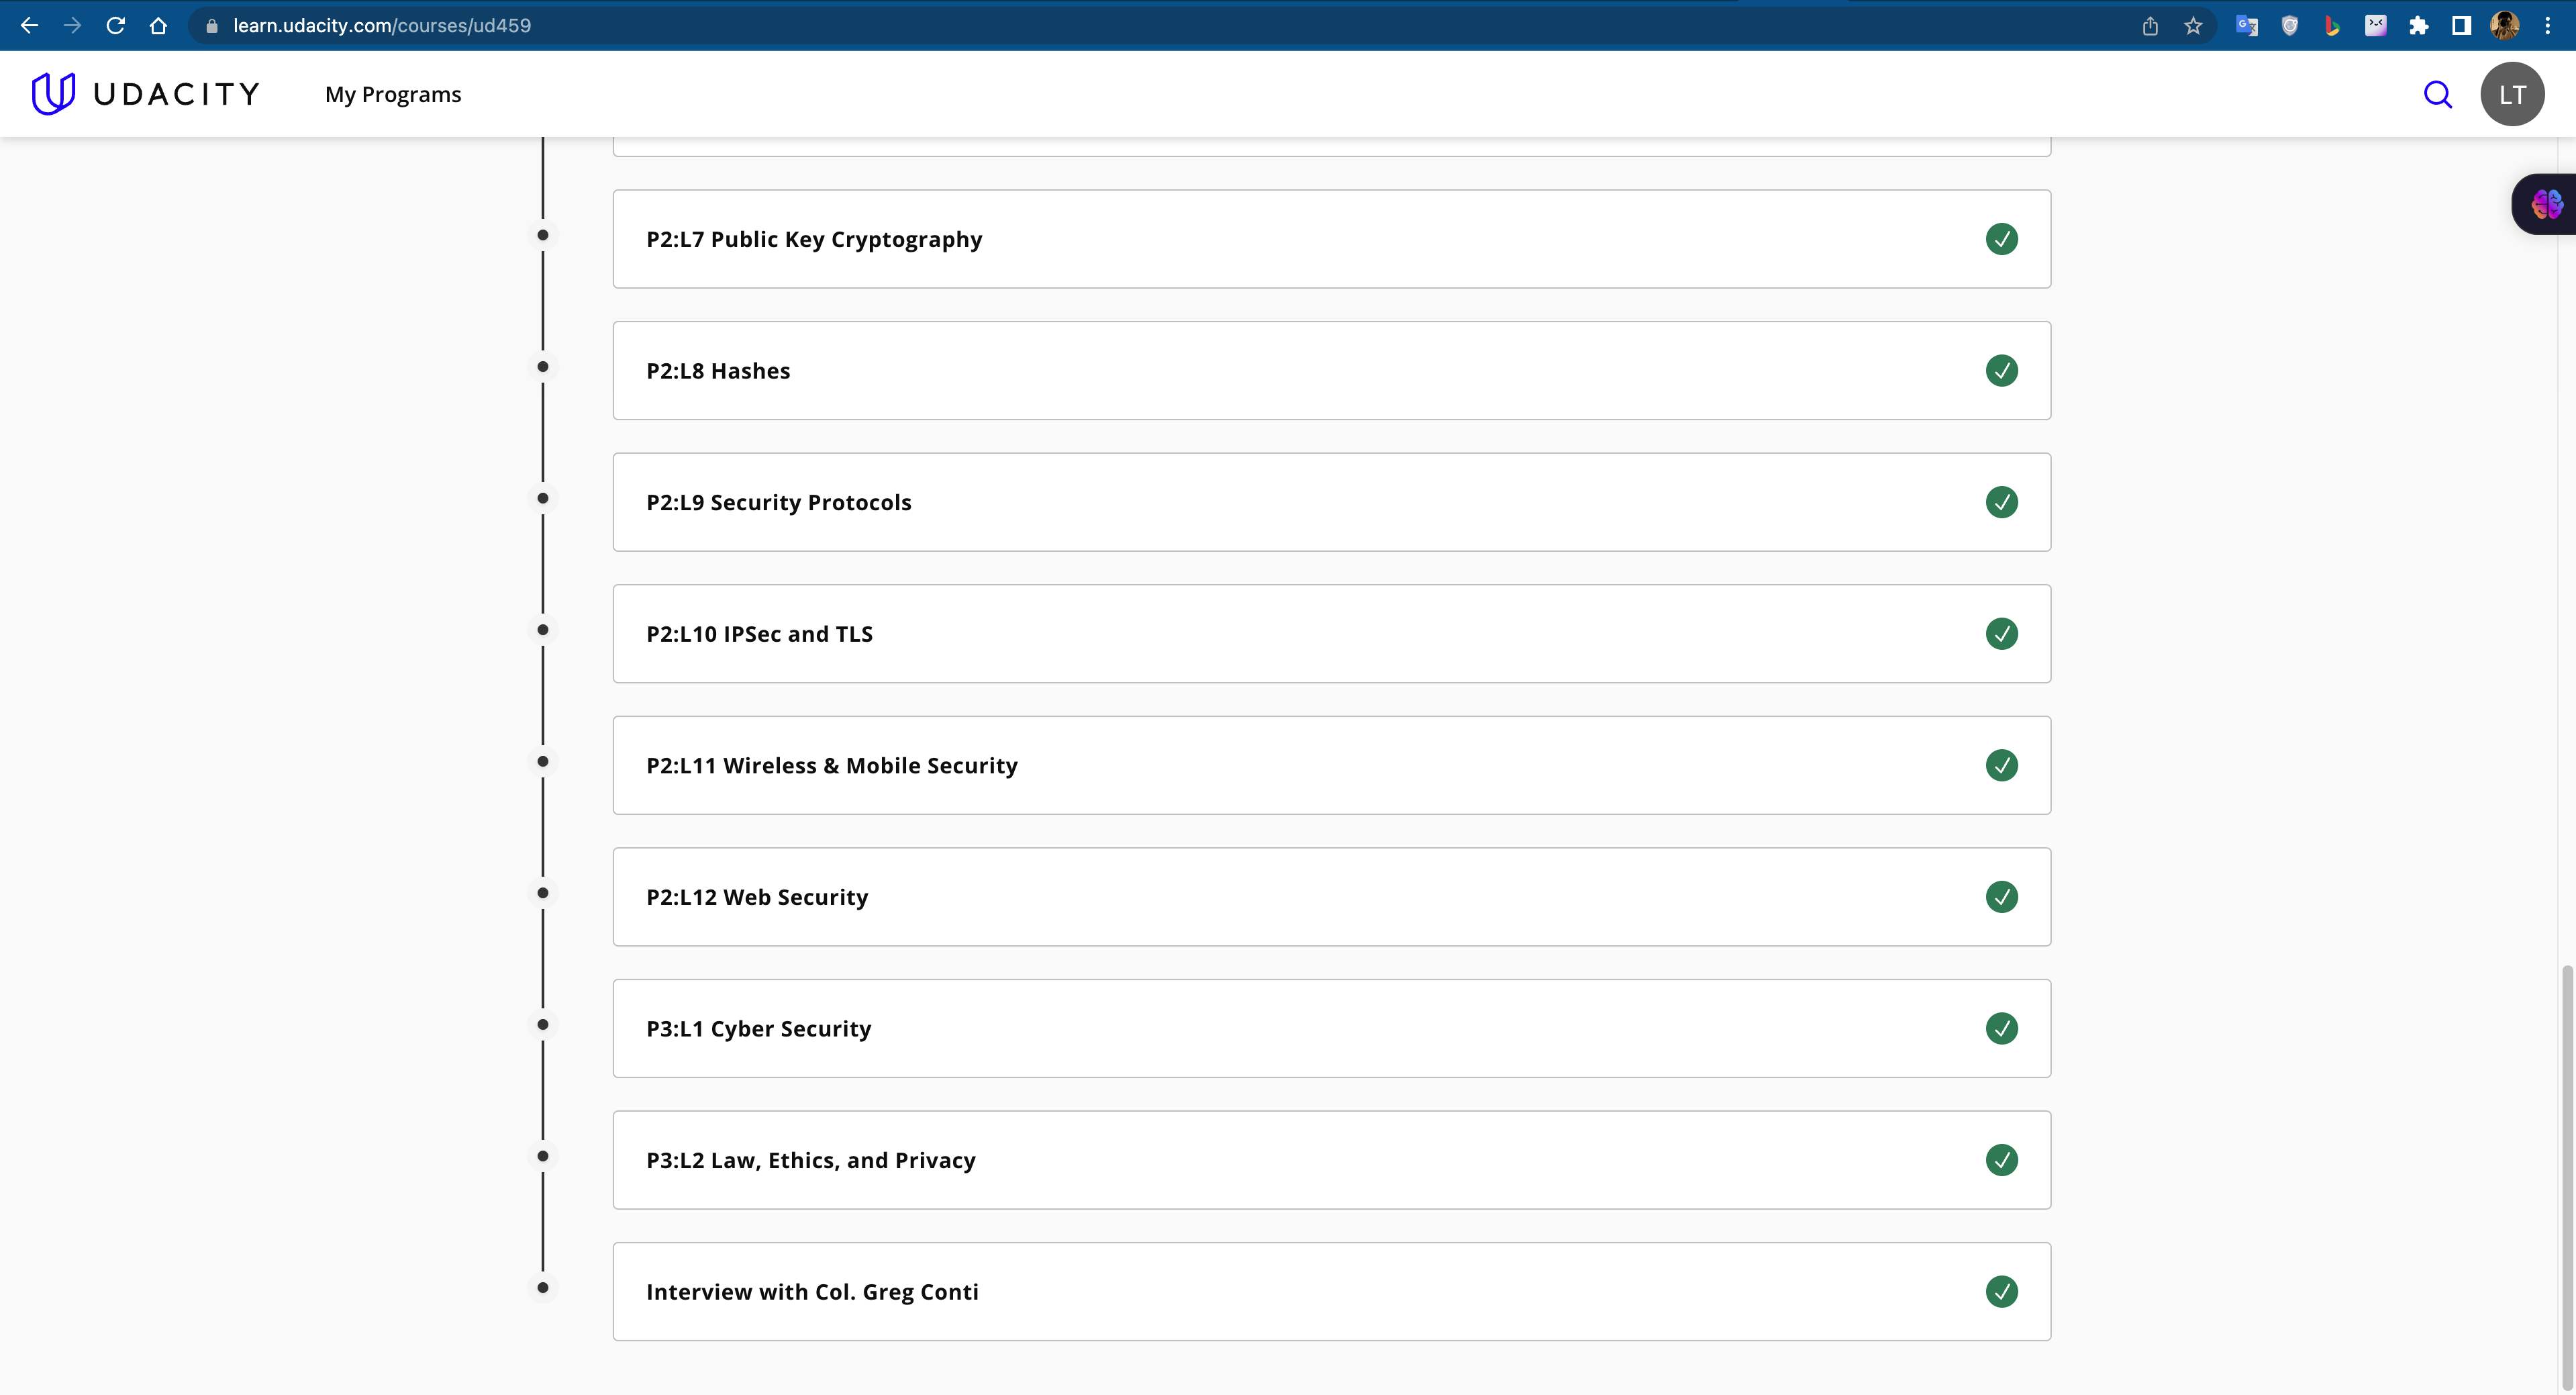 learn.udacity.com/courses/ud459
UDACITY
My Programs
LT
P2:L7 Public Key Cryptography
P2:L8 Hashes
P2:L9 Security Protocols
P2:L10 IPSec and TLS
P2:L11 Wireless & Mobile Security
P2:L12 Web Security
P3:L1 Cyber Security
P3:L2 Law, Ethics, and Privacy
Interview with Col. Greg Conti